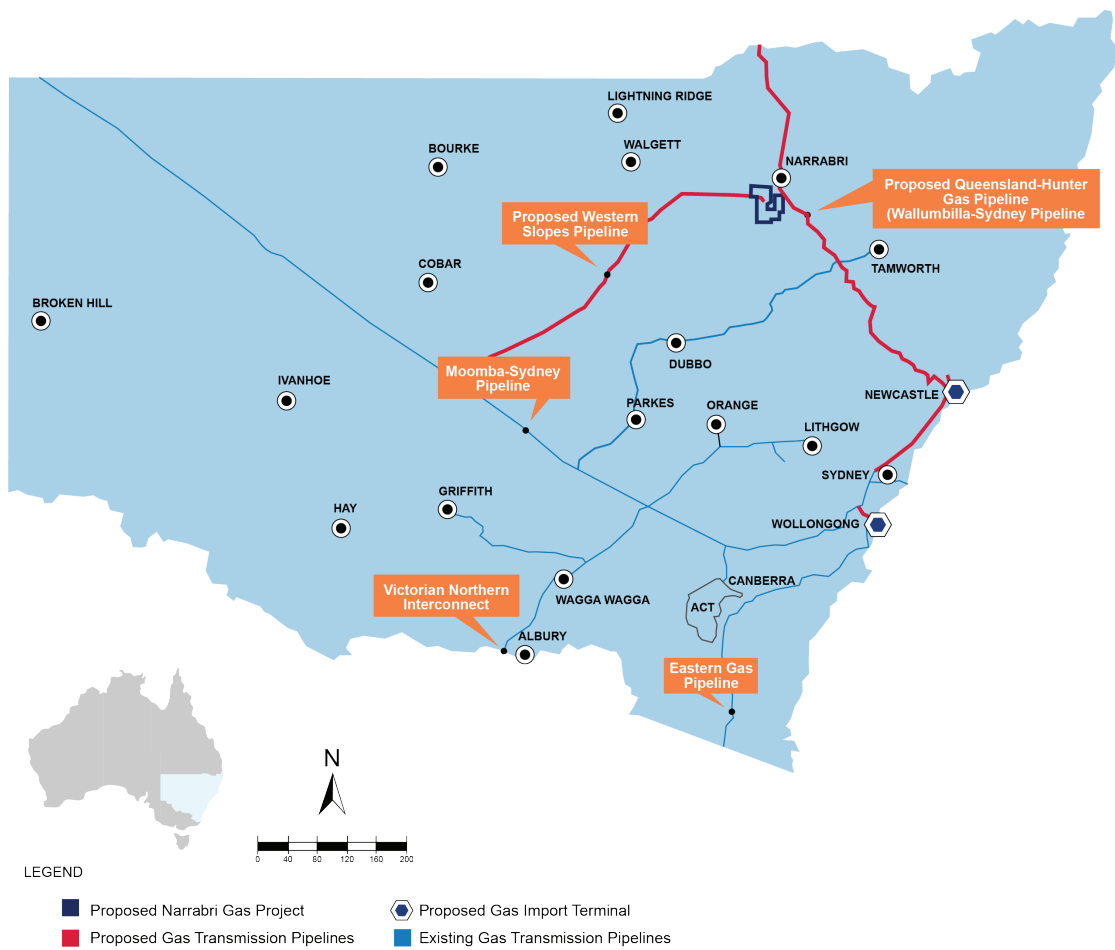 LIGHTNING RIDGE
WALGETT
BOURKE
NARRABRI
Proposed Queensland-Hunter
Gas Pipeline
(Wallumbilla-Sydney Pipeline
Proposed Western
Slopes Pipeline
COBAR
TAMWORTH
BROKEN HILL
DUBBO
Moomba-Sydney
Pipeline
IVANHOE
NEWCASTLE
PARKES
ORANGE
LITHGOW
SYDNEY
GRIFFITH
HAY
WOLLONGONG
CANBERRA
Victorian Northern
Interconnect
WAGGA WAGGA
ACT
ALBURY
Eastern Gas
Pipeline
N
0 40 80 120 160 200
LEGEND
Proposed Narrabri Gas Project
Proposed Gas Import Terminal
Proposed Gas Transmission Pipelines
Existing Gas Transmission Pipelines